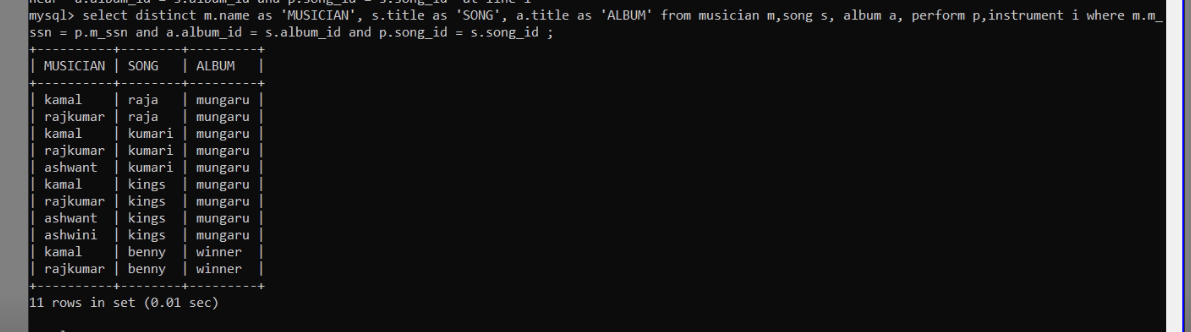 near 'a.album_id = s.album_id and p.song_id = s.song_id' at line 1
mysql> select distinct m.name as 'MUSICIAN', s.title as 'SONG', a.title as 'ALBUM' from musician m,song s, album a, perform p,instrument i where m.m_
ssn = p.m_ssn and a.album_id = s.album_id and p.song_id = s.song_id ;
+----------+--------+---------+
| MUSICIAN | SONG   | ALBUM   |
+----------+--------+---------+
| kamal    | raja   | mungaru |
| rajkumar | raja   | mungaru |
| kamal    | kumari | mungaru |
| rajkumar | kumari | mungaru |
| ashwant  | kumari | mungaru |
| kamal    | kings  | mungaru |
| rajkumar | kings  | mungaru |
| ashwant  | kings  | mungaru |
| ashwini  | kings  | mungaru |
| kamal    | benny  | winner  |
| rajkumar | benny  | winner  |
+----------+--------+---------+
11 rows in set (0.01 sec)